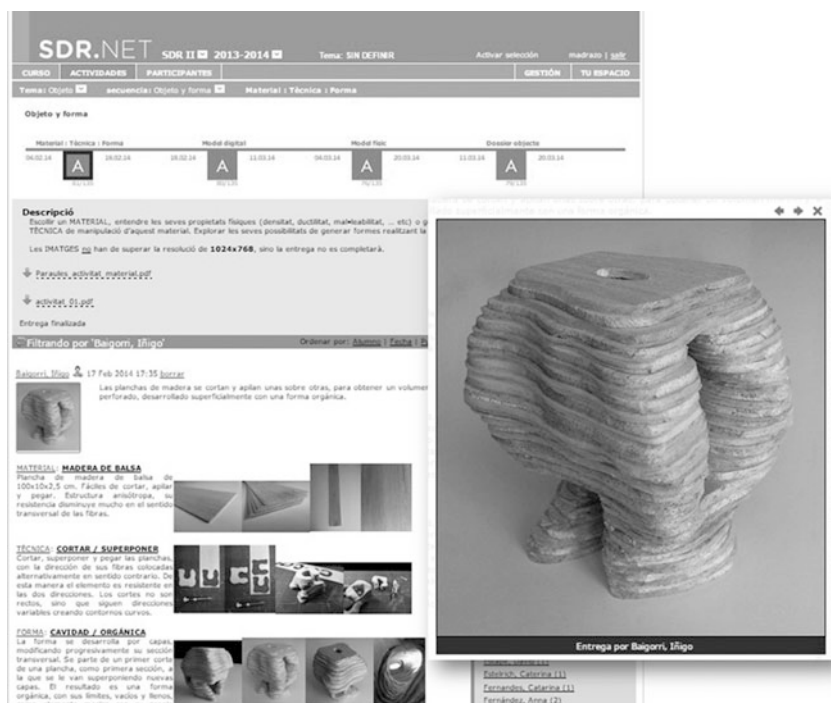 SDR.NET SDR II 2013-2014 Tema: SIN DEFINIR Activar selección madrazo | salir
CURSO ACTIVIDADES PARTICIPANTES GESTIÓN TU ESPACIO
Tema: Objeto secuencia: Objeto y forma Material : Tècnica : Forma
Objeto y forma
Material : Tècnica : Forma Model digital Model físic Dossier objecte
04.02.14 A 18.02.14 18.02.14 A 11.03.14 04.03.14 A 20.03.14 11.03.14 A 20.03.14
Descripció
Escollir un MATERIAL, entendre les seves propietats físiques (densitat, ductilitat, mal•leabilitat, ... etc) o g
TÈCNICA de manipulació d'aquest material. Explorar les seves possibilitats de generar formes realitzant la
Les IMATGES no han de superar la resolució de 1024x768, sino la entrega no es completarà.
Paraules_activitat_material.pdf
activitat_01.pdf
Entrega finalizada
Filtrando por 'Baigorri, Iñigo' Ordenar por: Alumno | Fecha |
Baigorri, Iñigo 17 Feb 2014 17:35 borrar
Las planchas de madera se cortan y apilan unas sobre otras, para obtener un volumen
perforado, desarrollado superficialmente con una forma orgánica.
MATERIAL: MADERA DE BALSA
Plancha de madera de balsa de
100x10x2,5 cm. Fáciles de cortar, apilar
y pegar. Estructura anisótropa, su
resistencia disminuye mucho en el sentido
transversal de las fibras.
TÉCNICA: CORTAR / SUPERPONER
Cortar, superponer y pegar las planchas,
con la dirección de sus fibras colocadas
alternativamente en sentido contrario. De
esta manera el elemento es resistente en
las dos direcciones. Los cortes no son
rectos, sino que siguen direcciones
variables creando contornos curvos.
FORMA: CAVIDAD / ORGÁNICA
La forma se desarrolla por capas,
modificando progresivamente su sección
transversal. Se parte de un primer corte
de una plancha, como primera sección, a
la que se le van superponiendo nuevas
capas. El resultado es una forma
orgánica, con sus límites, vacíos y llenos,
Entrega por Baigorri, Iñigo
Estelrich, Caterina (1)
Fernandes, Catarina (1)
Fernández, Anna (2)